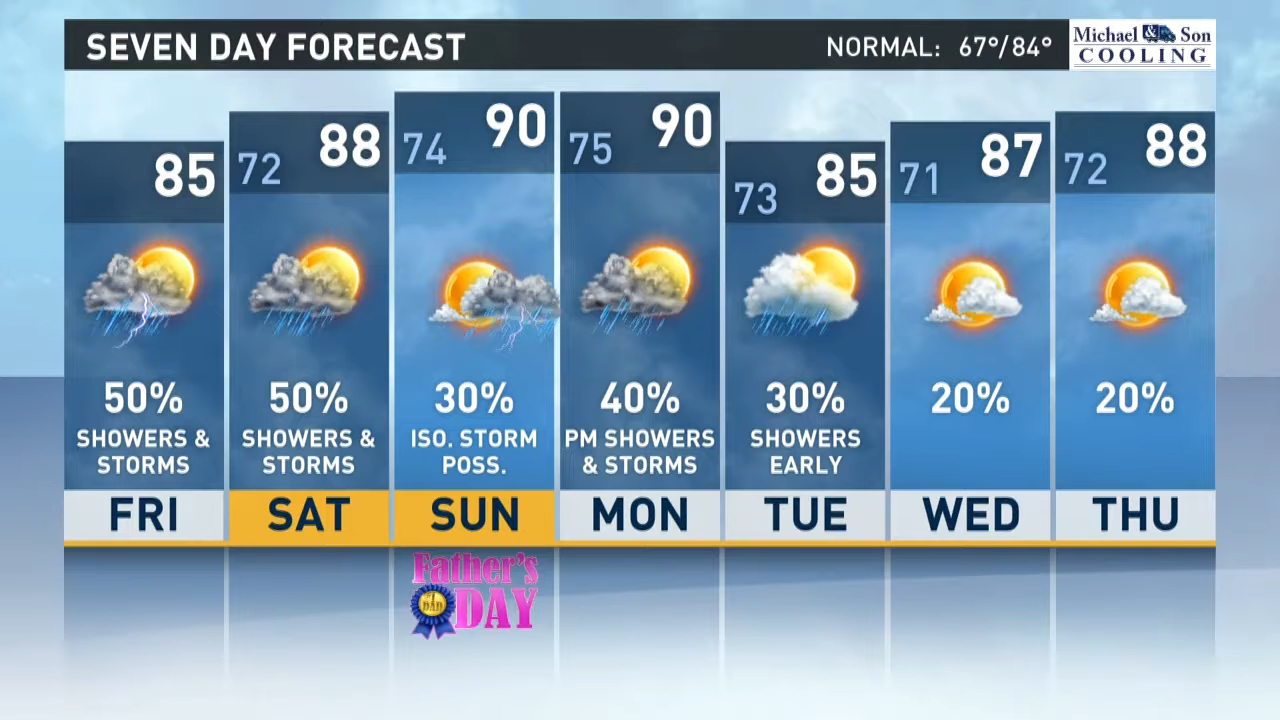 SEVEN DAY FORECAST
NORMAL: 67°/84°
Michael & Son
COOLING
85
72 88
74 90
75 90
73 85
71 87
72 88
50%
SHOWERS &
STORMS
FRI
50%
SHOWERS &
STORMS
SAT
30%
ISO. STORM
POSS.
SUN
40%
PM SHOWERS
& STORMS
MON
30%
SHOWERS
EARLY
TUE
20%
WED
20%
THU
Father's
#1
DAD
DAY